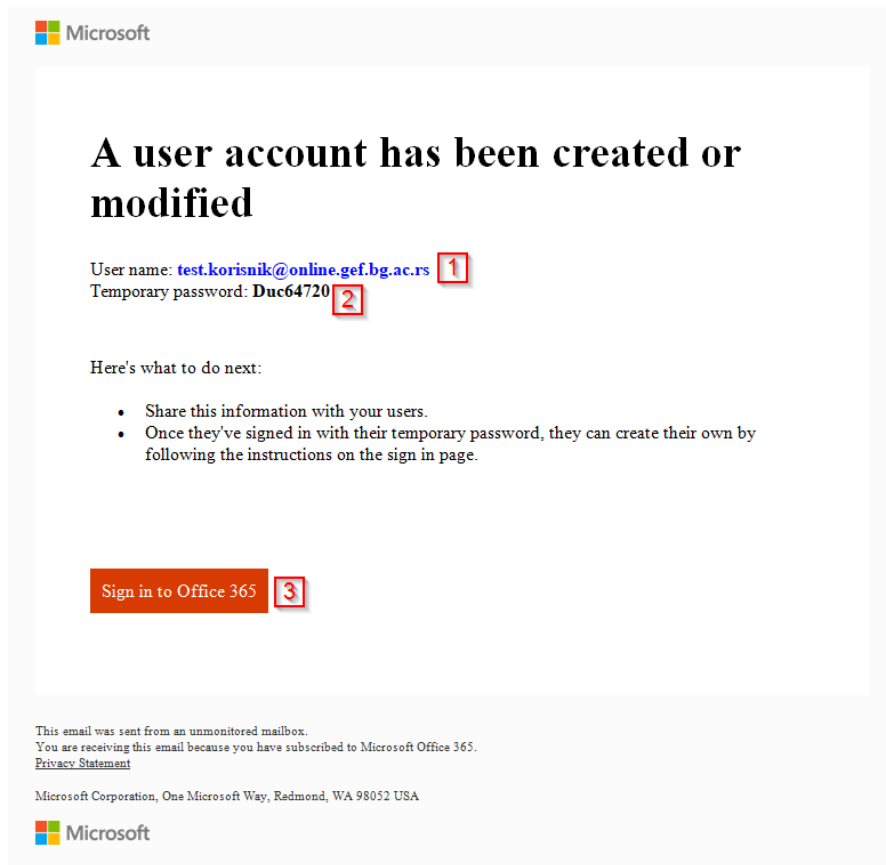 Microsoft
A user account has been created or
modified
User name: test.korisnik@online.gef.bg.ac.rs 1
Temporary password: Duc64720 2
Here's what to do next:
• Share this information with your users.
• Once they've signed in with their temporary password, they can create their own by
following the instructions on the sign in page.
Sign in to Office 365 3
This email was sent from an unmonitored mailbox.
You are receiving this email because you have subscribed to Microsoft Office 365.
Privacy Statement
Microsoft Corporation, One Microsoft Way, Redmond, WA 98052 USA
Microsoft